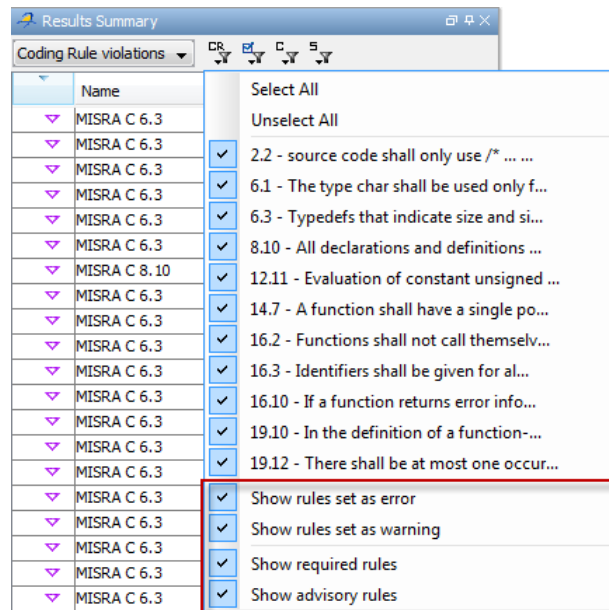 Results Summary
Coding Rule violations
CR C 5
Name
MISRA C 6.3
MISRA C 6.3
MISRA C 6.3
MISRA C 6.3
MISRA C 6.3
MISRA C 6.3
MISRA C 8.10
MISRA C 6.3
MISRA C 6.3
MISRA C 6.3
MISRA C 6.3
MISRA C 6.3
MISRA C 6.3
MISRA C 6.3
MISRA C 6.3
MISRA C 6.3
MISRA C 6.3
MISRA C 6.3
MISRA C 6.3
MISRA C 6.3
Select All
Unselect All
2.2 - source code shall only use /* ... ...
6.1 - The type char shall be used only f...
6.3 - Typedefs that indicate size and si...
8.10 - All declarations and definitions ...
12.11 - Evaluation of constant unsigned ...
14.7 - A function shall have a single po...
16.2 - Functions shall not call themselv...
16.3 - Identifiers shall be given for al...
16.10 - If a function returns error info...
19.10 - In the definition of a function-...
19.12 - There shall be at most one occur...
Show rules set as error
Show rules set as warning
Show required rules
Show advisory rules